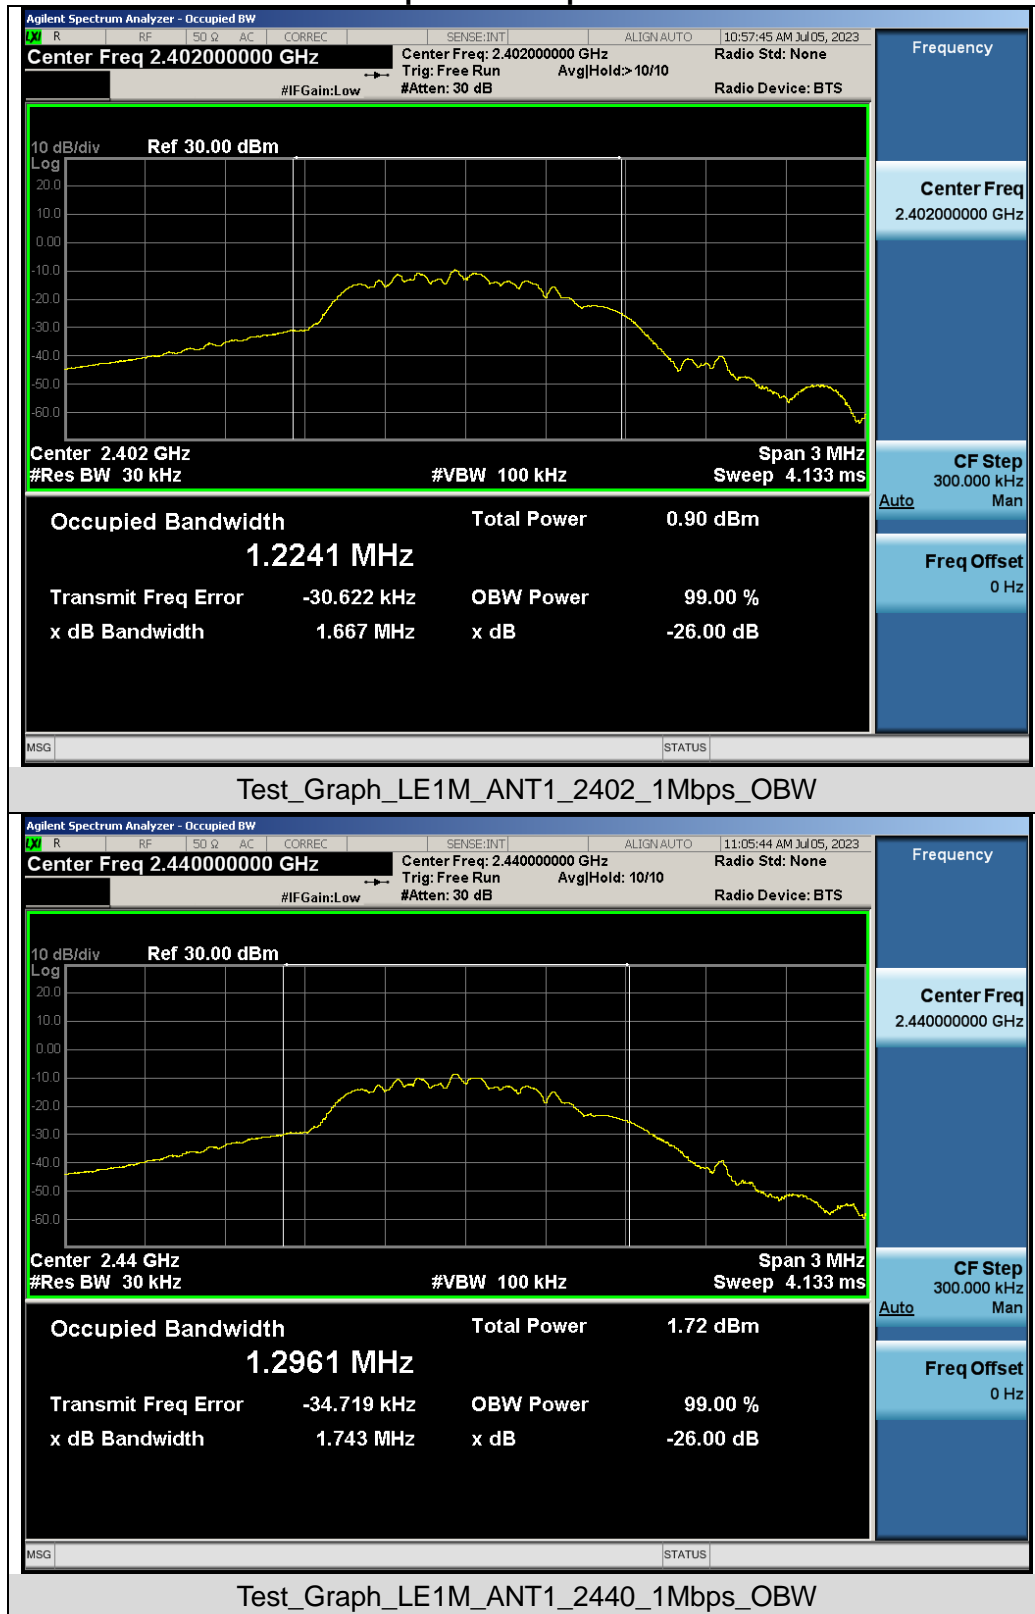 Agilent Spectrum Analyzer - Occupied BW
LXI R RF 50 Ω AC CORREC SENSE:INT ALIGN AUTO 10:57:45 AM Jul 05, 2023
Center Freq 2.402000000 GHz
Center Freq: 2.402000000 GHz Radio Std: None
Trig: Free Run Avg|Hold:>10/10
#IFGain:Low #Atten: 30 dB Radio Device: BTS
Frequency
10 dB/div Ref 30.00 dBm
Log
20.0
10.0
0.00
-10.0
-20.0
-30.0
-40.0
-50.0
-60.0
Center 2.402 GHz Span 3 MHz
#Res BW 30 kHz #VBW 100 kHz Sweep 4.133 ms
Center Freq
2.402000000 GHz
CF Step
300.000 kHz
Auto Man
Freq Offset
0 Hz
Occupied Bandwidth Total Power 0.90 dBm
1.2241 MHz
Transmit Freq Error -30.622 kHz OBW Power 99.00 %
x dB Bandwidth 1.667 MHz x dB -26.00 dB
MSG STATUS
Test_Graph_LE1M_ANT1_2402_1Mbps_OBW
Agilent Spectrum Analyzer - Occupied BW
LXI R RF 50 Ω AC CORREC SENSE:INT ALIGN AUTO 11:05:44 AM Jul 05, 2023
Center Freq 2.440000000 GHz
Center Freq: 2.440000000 GHz Radio Std: None
Trig: Free Run Avg|Hold: 10/10
#IFGain:Low #Atten: 30 dB Radio Device: BTS
Frequency
10 dB/div Ref 30.00 dBm
Log
20.0
10.0
0.00
-10.0
-20.0
-30.0
-40.0
-50.0
-60.0
Center 2.44 GHz Span 3 MHz
#Res BW 30 kHz #VBW 100 kHz Sweep 4.133 ms
Center Freq
2.440000000 GHz
CF Step
300.000 kHz
Auto Man
Freq Offset
0 Hz
Occupied Bandwidth Total Power 1.72 dBm
1.2961 MHz
Transmit Freq Error -34.719 kHz OBW Power 99.00 %
x dB Bandwidth 1.743 MHz x dB -26.00 dB
MSG STATUS
Test_Graph_LE1M_ANT1_2440_1Mbps_OBW